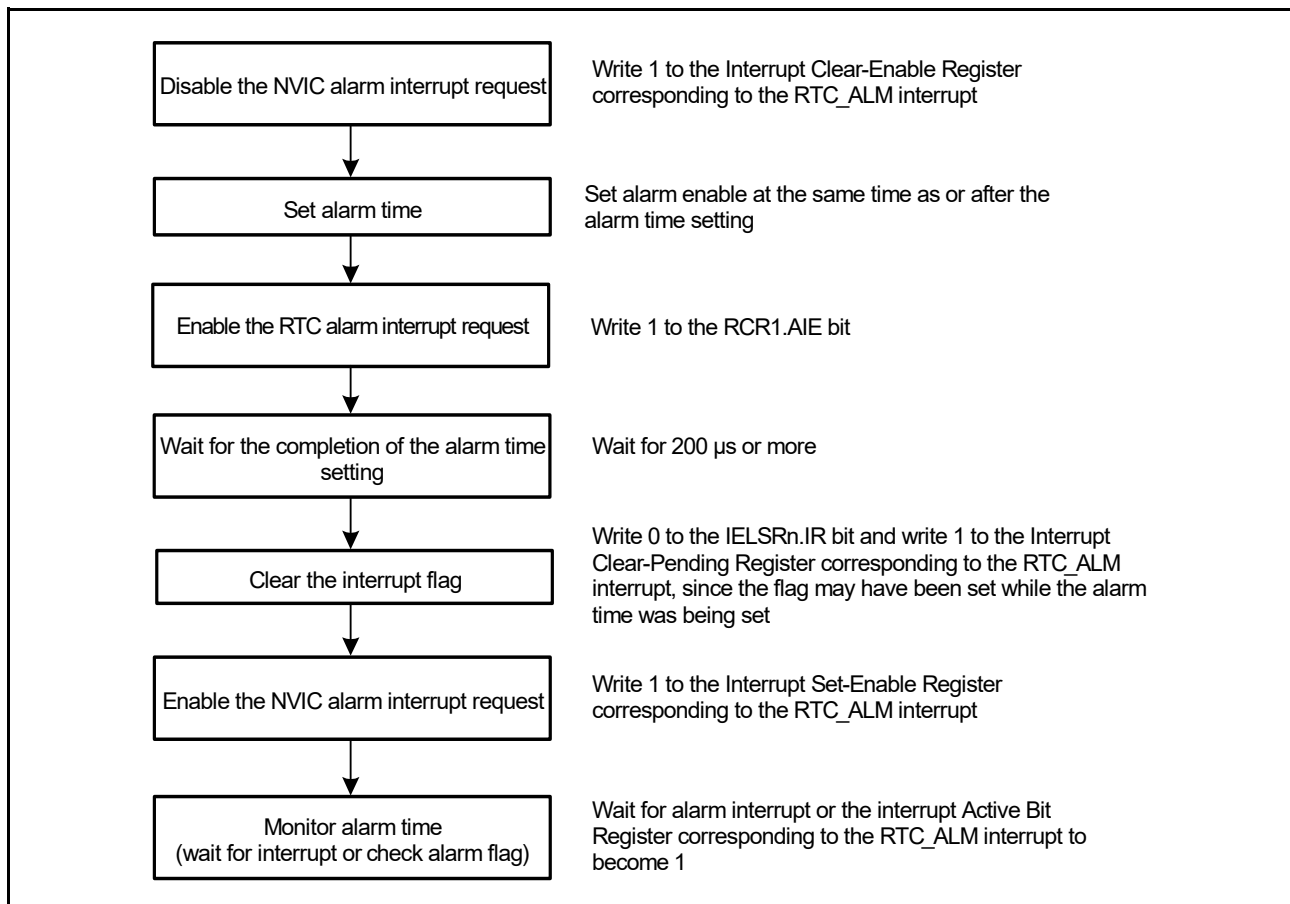 Disable the NVIC alarm interrupt request
Write 1 to the Interrupt Clear-Enable Register
corresponding to the RTC_ALM interrupt
Set alarm time
Set alarm enable at the same time as or after the
alarm time setting
Enable the RTC alarm interrupt request
Write 1 to the RCR1.AIE bit
Wait for the completion of the alarm time
setting
Wait for 200 µs or more
Clear the interrupt flag
Write 0 to the IELSRn.IR bit and write 1 to the Interrupt
Clear-Pending Register corresponding to the RTC_ALM
interrupt, since the flag may have been set while the alarm
time was being set
Enable the NVIC alarm interrupt request
Write 1 to the Interrupt Set-Enable Register
corresponding to the RTC_ALM interrupt
Monitor alarm time
(wait for interrupt or check alarm flag)
Wait for alarm interrupt or the interrupt Active Bit
Register corresponding to the RTC_ALM interrupt to
become 1